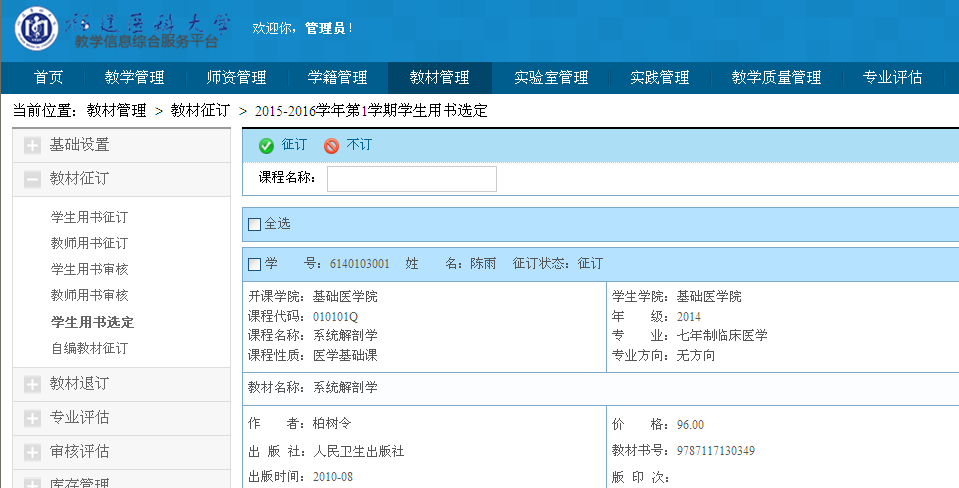 福建医科大学
教学信息综合服务平台
欢迎你，管理员！
首页 教学管理 师资管理 学籍管理 教材管理 实验室管理 实践管理 教学质量管理 专业评估
当前位置：教材管理 > 教材征订 > 2015-2016学年第1学期学生用书选定
基础设置
教材征订
学生用书征订
教师用书征订
学生用书审核
教师用书审核
学生用书选定
自编教材征订
教材退订
专业评估
审核评估
库存管理
征订 不订
课程名称：
全选
学 号：6140103001 姓 名：陈雨 征订状态：征订
开课学院：基础医学院
课程代码：010101Q
课程名称：系统解剖学
课程性质：医学基础课
学生学院：基础医学院
年 级：2014
专 业：七年制临床医学
专业方向：无方向
教材名称：系统解剖学
作 者：柏树令
出 版 社：人民卫生出版社
出版时间：2010-08
价 格：96.00
教材书号：9787117130349
版 印 次：